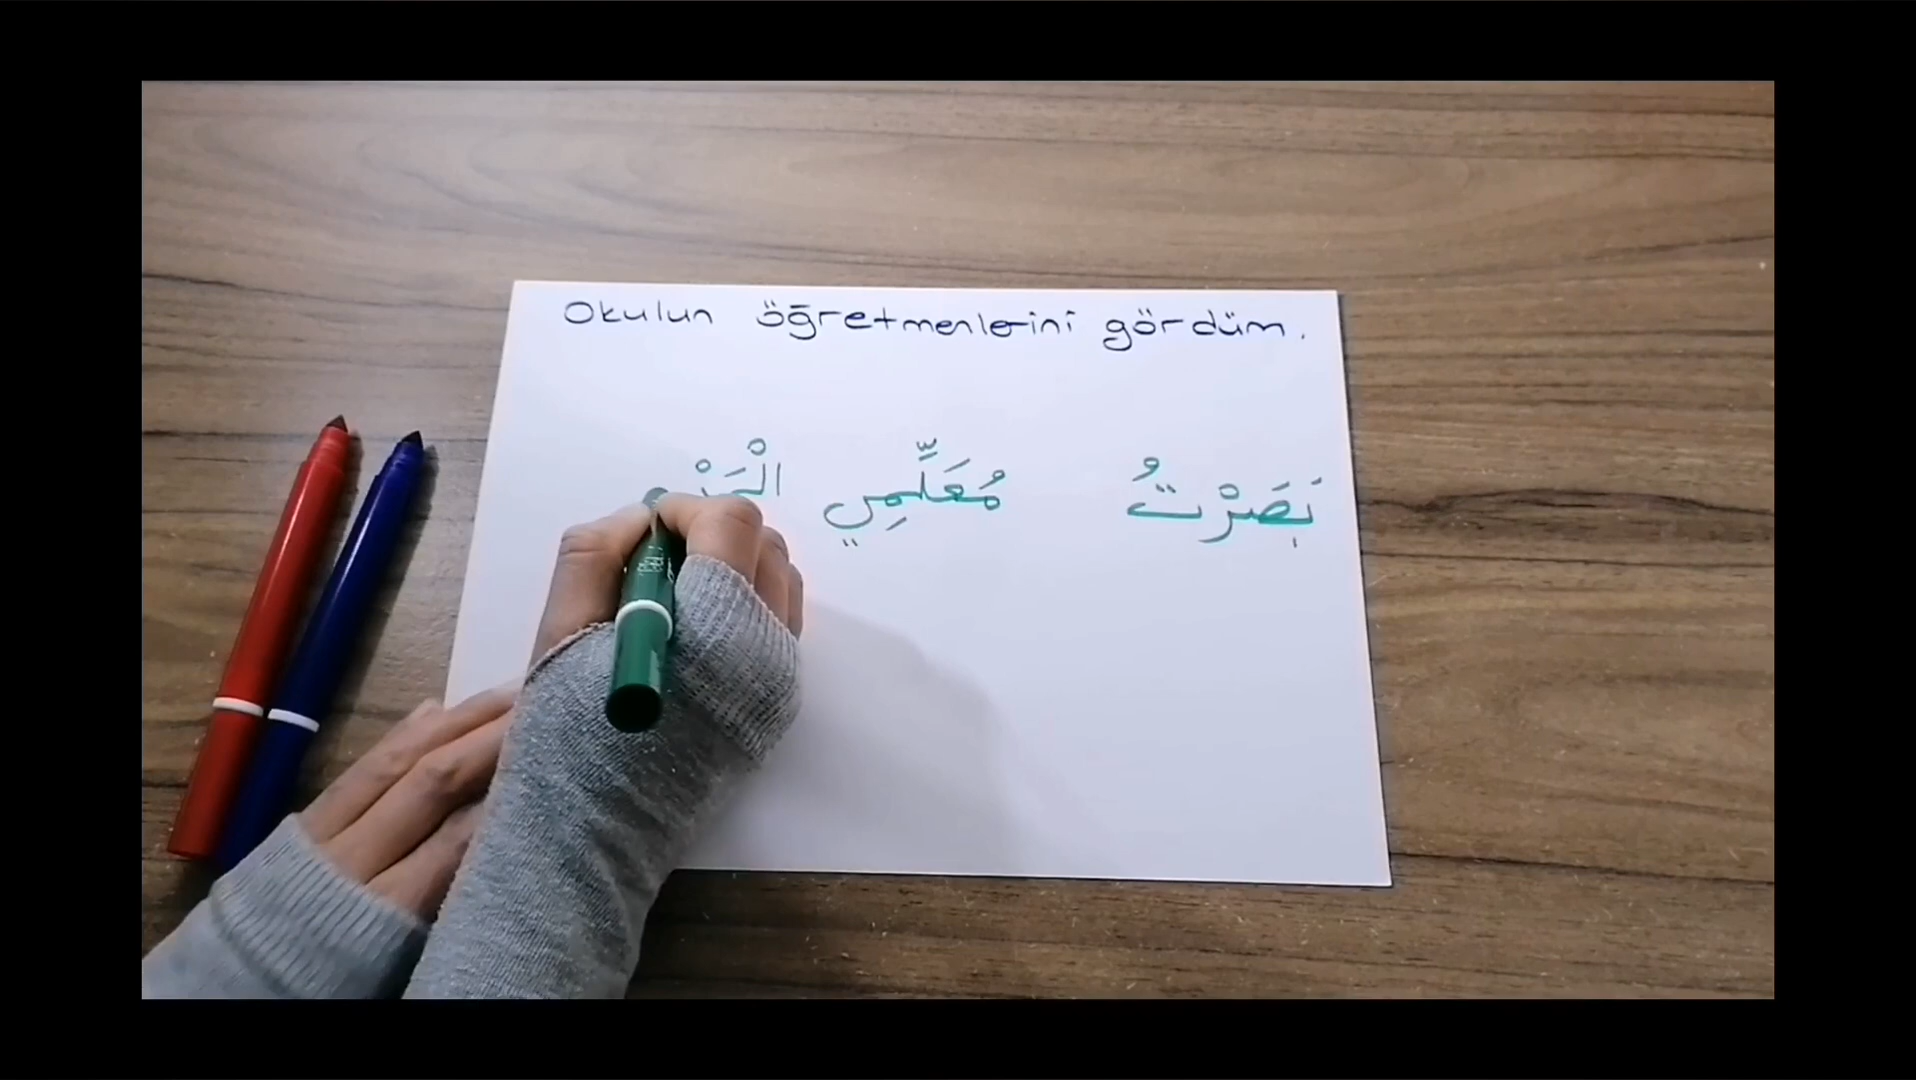 Okulun öğretmenlerini gördüm.
بَصَرْتُ مُعَلِّمِي